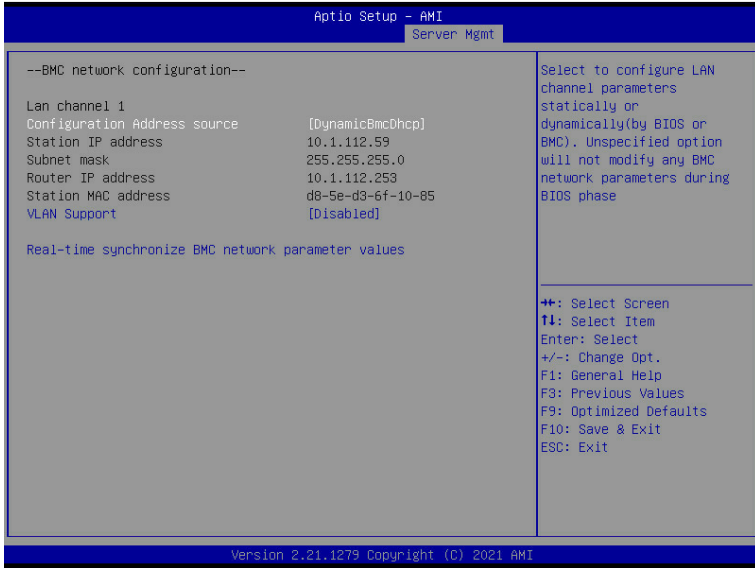 Aptio Setup – AMI
Server Mgmt
--BMC network configuration--
Lan channel 1
Configuration Address source [DynamicBmcDhcp]
Station IP address 10.1.112.59
Subnet mask 255.255.255.0
Router IP address 10.1.112.253
Station MAC address d8-5e-d3-6f-10-85
VLAN Support [Disabled]
Real-time synchronize BMC network parameter values
Select to configure LAN
channel parameters
statically or
dynamically(by BIOS or
BMC). Unspecified option
will not modify any BMC
network parameters during
BIOS phase
→←: Select Screen
↑↓: Select Item
Enter: Select
+/-: Change Opt.
F1: General Help
F3: Previous Values
F9: Optimized Defaults
F10: Save & Exit
ESC: Exit
Version 2.21.1279 Copyright (C) 2021 AMI